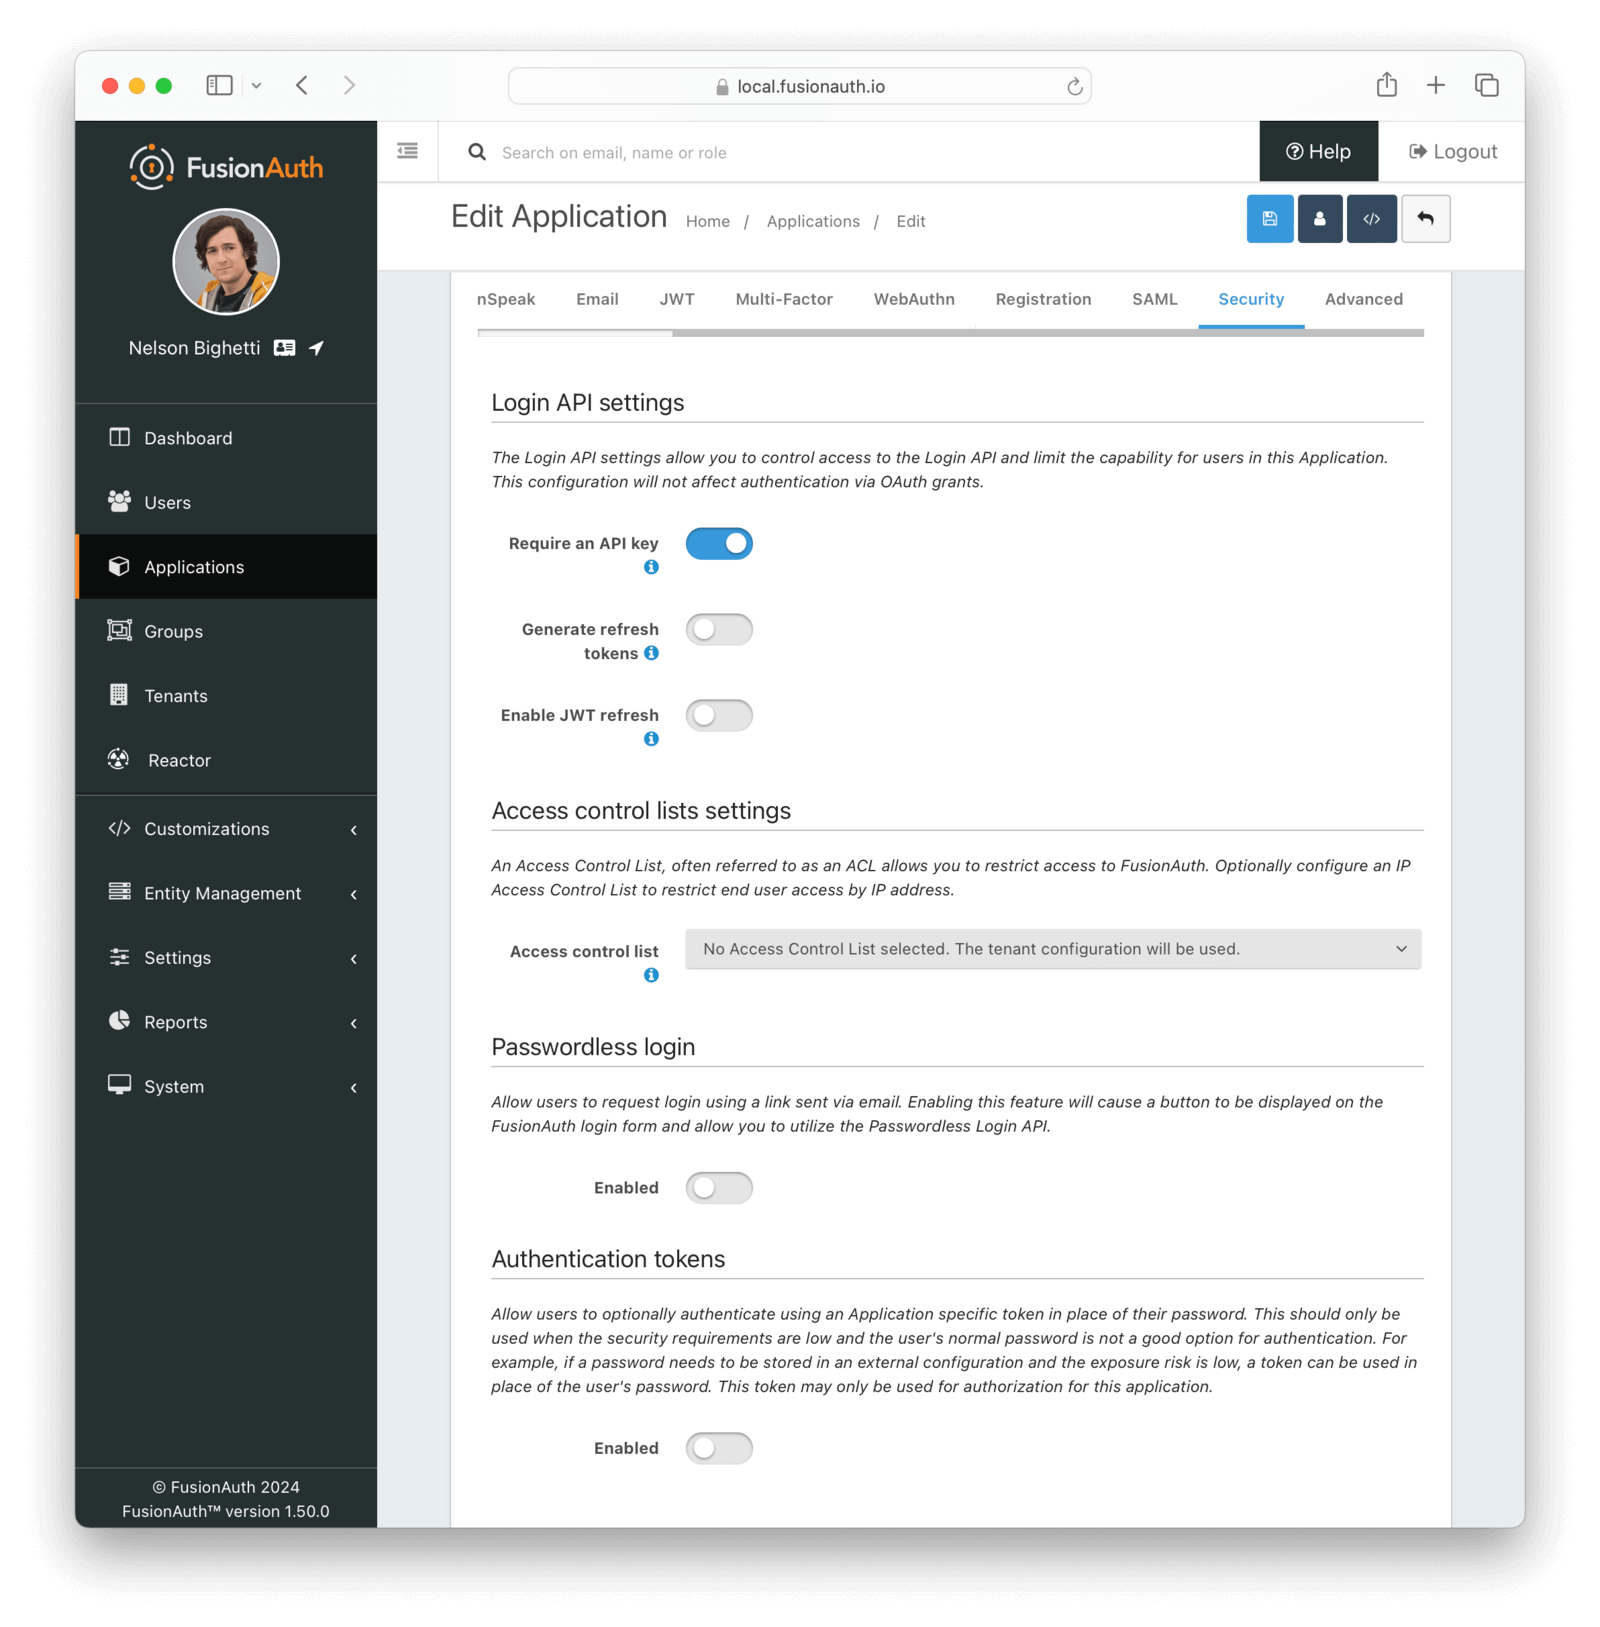 local.fusionauth.io
FusionAuth
Search on email, name or role
Help
Logout
Edit Application
Home / Applications / Edit
Nelson Bighetti
Dashboard
Users
Applications
Groups
Tenants
Reactor
Customizations
Entity Management
Settings
Reports
System
© FusionAuth 2024
FusionAuth™ version 1.50.0
nSpeak
Email
JWT
Multi-Factor
WebAuthn
Registration
SAML
Security
Advanced
Login API settings
The Login API settings allow you to control access to the Login API and limit the capability for users in this Application.
This configuration will not affect authentication via OAuth grants.
Require an API key
Generate refresh
tokens
Enable JWT refresh
Access control lists settings
An Access Control List, often referred to as an ACL allows you to restrict access to FusionAuth. Optionally configure an IP
Access Control List to restrict end user access by IP address.
Access control list
No Access Control List selected. The tenant configuration will be used.
Passwordless login
Allow users to request login using a link sent via email. Enabling this feature will cause a button to be displayed on the
FusionAuth login form and allow you to utilize the Passwordless Login API.
Enabled
Authentication tokens
Allow users to optionally authenticate using an Application specific token in place of their password. This should only be
used when the security requirements are low and the user's normal password is not a good option for authentication. For
example, if a password needs to be stored in an external configuration and the exposure risk is low, a token can be used in
place of the user's password. This token may only be used for authorization for this application.
Enabled